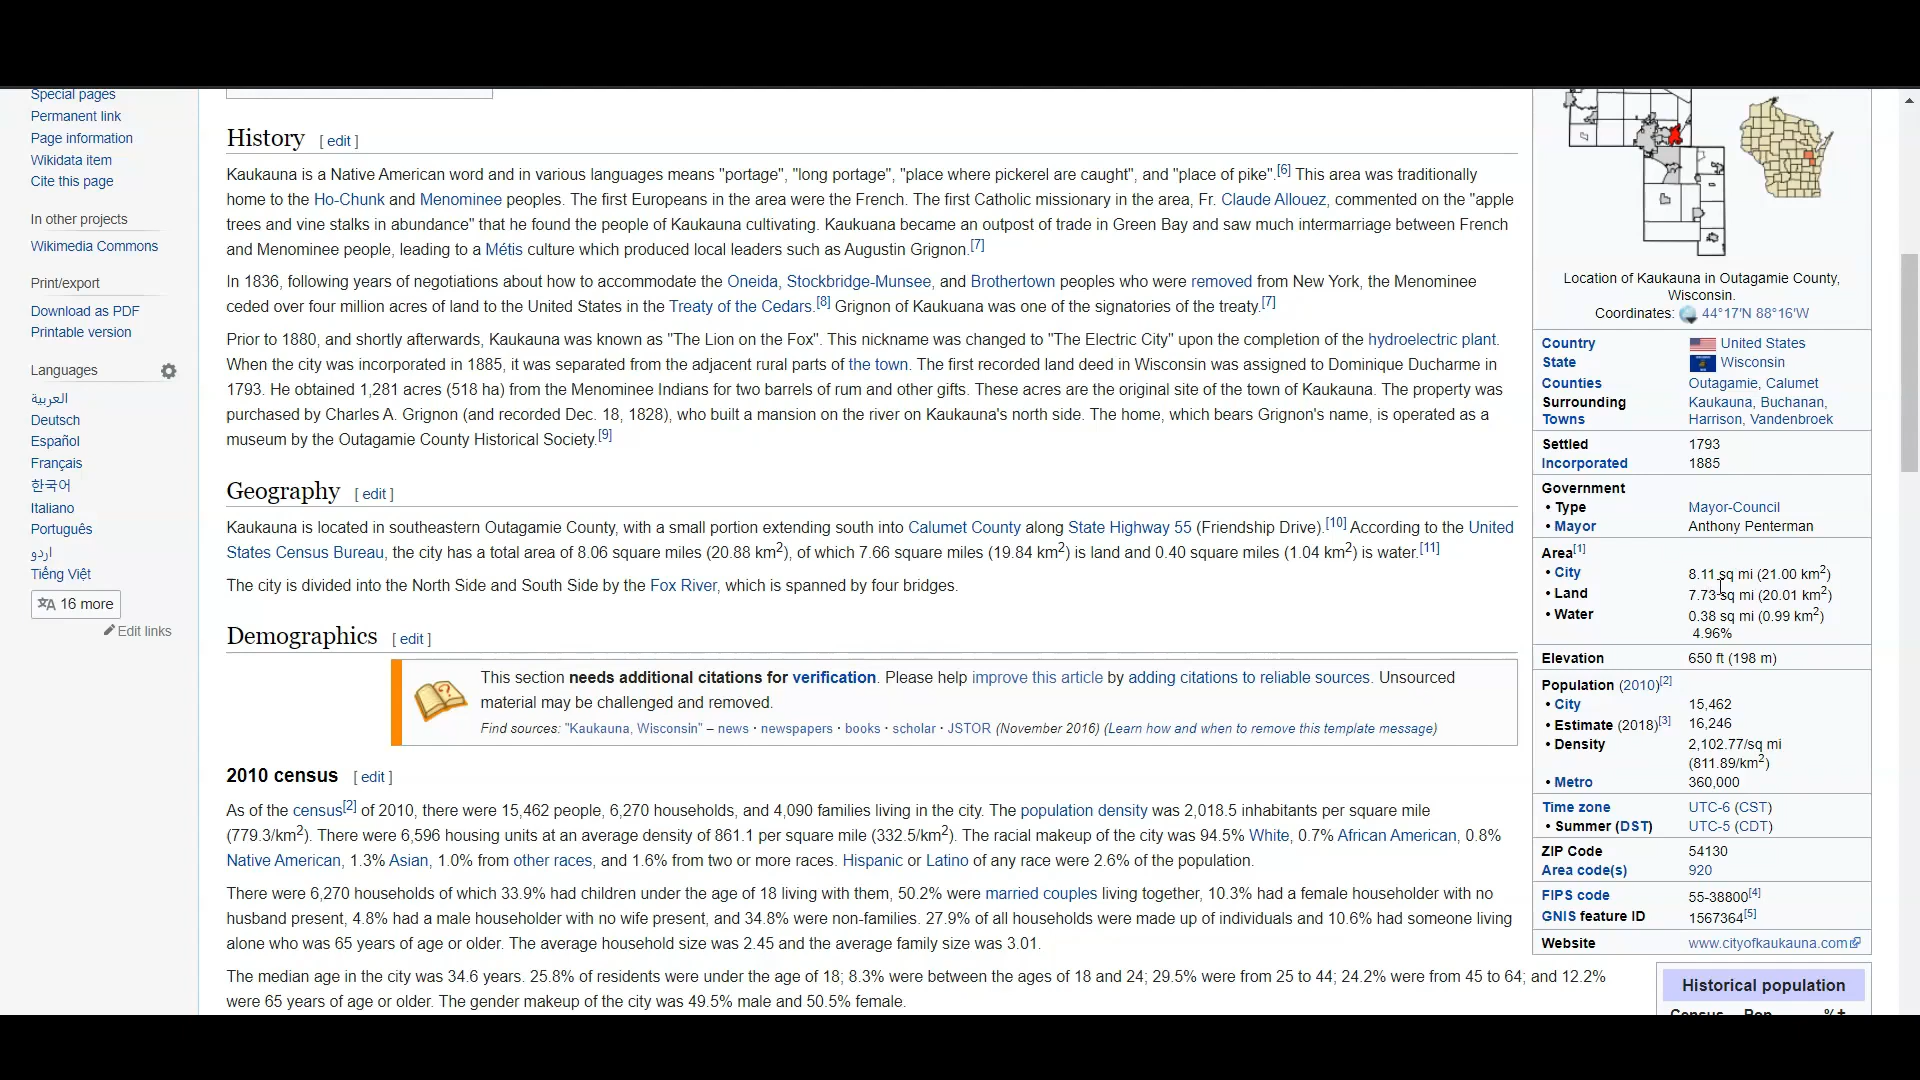 Special pages
Permanent link
Page information
Wikidata item
Cite this page
In other projects
Wikimedia Commons
Print/export
Download as PDF
Printable version
Languages
العربية
Deutsch
Español
Français
한국어
Italiano
Português
اردو
Tiếng Việt
16 more
Edit links
History [ edit ]
Kaukauna is a Native American word and in various languages means "portage", "long portage", "place where pickerel are caught", and "place of pike".[6] This area was traditionally
home to the Ho-Chunk and Menominee peoples. The first Europeans in the area were the French. The first Catholic missionary in the area, Fr. Claude Allouez, commented on the "apple
trees and vine stalks in abundance" that he found the people of Kaukauna cultivating. Kaukuana became an outpost of trade in Green Bay and saw much intermarriage between French
and Menominee people, leading to a Métis culture which produced local leaders such as Augustin Grignon.[7]
In 1836, following years of negotiations about how to accommodate the Oneida, Stockbridge-Munsee, and Brothertown peoples who were removed from New York, the Menominee
ceded over four million acres of land to the United States in the Treaty of the Cedars.[8] Grignon of Kaukuana was one of the signatories of the treaty.[7]
Prior to 1880, and shortly afterwards, Kaukauna was known as "The Lion on the Fox". This nickname was changed to "The Electric City" upon the completion of the hydroelectric plant.
When the city was incorporated in 1885, it was separated from the adjacent rural parts of the town. The first recorded land deed in Wisconsin was assigned to Dominique Ducharme in
1793. He obtained 1,281 acres (518 ha) from the Menominee Indians for two barrels of rum and other gifts. These acres are the original site of the town of Kaukauna. The property was
purchased by Charles A. Grignon (and recorded Dec. 18, 1828), who built a mansion on the river on Kaukauna's north side. The home, which bears Grignon's name, is operated as a
museum by the Outagamie County Historical Society.[9]
Geography [ edit ]
Kaukauna is located in southeastern Outagamie County, with a small portion extending south into Calumet County along State Highway 55 (Friendship Drive).[10] According to the United
States Census Bureau, the city has a total area of 8.06 square miles (20.88 km2), of which 7.66 square miles (19.84 km2) is land and 0.40 square miles (1.04 km2) is water.[11]
The city is divided into the North Side and South Side by the Fox River, which is spanned by four bridges.
Demographics [ edit ]
This section needs additional citations for verification. Please help improve this article by adding citations to reliable sources. Unsourced
material may be challenged and removed.
Find sources: "Kaukauna, Wisconsin" – news · newspapers · books · scholar · JSTOR (November 2016) (Learn how and when to remove this template message)
2010 census [ edit ]
As of the census[2] of 2010, there were 15,462 people, 6,270 households, and 4,090 families living in the city. The population density was 2,018.5 inhabitants per square mile
(779.3/km2). There were 6,596 housing units at an average density of 861.1 per square mile (332.5/km2). The racial makeup of the city was 94.5% White, 0.7% African American, 0.8%
Native American, 1.3% Asian, 1.0% from other races, and 1.6% from two or more races. Hispanic or Latino of any race were 2.6% of the population.
There were 6,270 households of which 33.9% had children under the age of 18 living with them, 50.2% were married couples living together, 10.3% had a female householder with no
husband present, 4.8% had a male householder with no wife present, and 34.8% were non-families. 27.9% of all households were made up of individuals and 10.6% had someone living
alone who was 65 years of age or older. The average household size was 2.45 and the average family size was 3.01.
The median age in the city was 34.6 years. 25.8% of residents were under the age of 18; 8.3% were between the ages of 18 and 24; 29.5% were from 25 to 44; 24.2% were from 45 to 64; and 12.2%
were 65 years of age or older. The gender makeup of the city was 49.5% male and 50.5% female.
Location of Kaukauna in Outagamie County,
Wisconsin.
Coordinates: 44°17′N 88°16′W
Country United States
State Wisconsin
Counties Outagamie, Calumet
Surrounding Kaukauna, Buchanan,
Towns Harrison, Vandenbroek
Settled 1793
Incorporated 1885
Government
• Type Mayor-Council
• Mayor Anthony Penterman
Area[1]
• City 8.11 sq mi (21.00 km2)
• Land 7.73 sq mi (20.01 km2)
• Water 0.38 sq mi (0.99 km2)
4.96%
Elevation 650 ft (198 m)
Population (2010)[2]
• City 15,462
• Estimate (2018)[3] 16,246
• Density 2,102.77/sq mi
(811.89/km2)
• Metro 360,000
Time zone UTC-6 (CST)
• Summer (DST) UTC-5 (CDT)
ZIP Code 54130
Area code(s) 920
FIPS code 55-38800[4]
GNIS feature ID 1567364[5]
Website www.cityofkaukauna.com
Historical population
Census Pop. %±